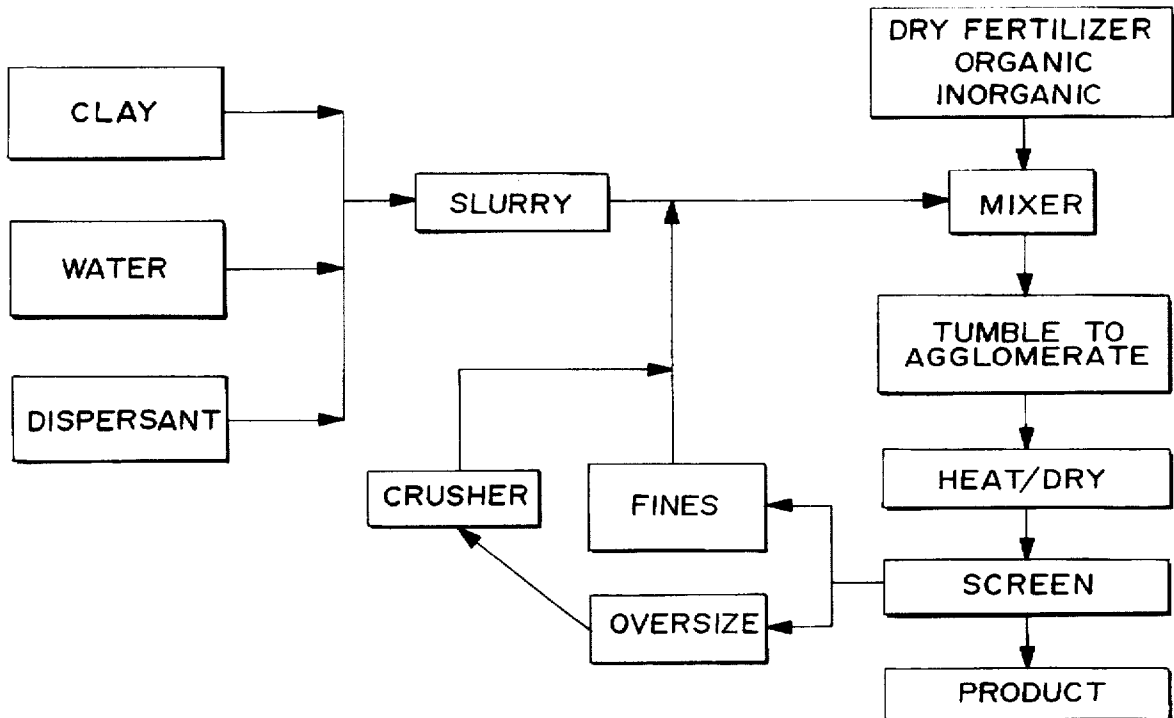 DRY FERTILIZER
ORGANIC
INORGANIC
CLAY
SLURRY
MIXER
WATER
TUMBLE TO
AGGLOMERATE
DISPERSANT
HEAT/DRY
CRUSHER
FINES
SCREEN
OVERSIZE
PRODUCT